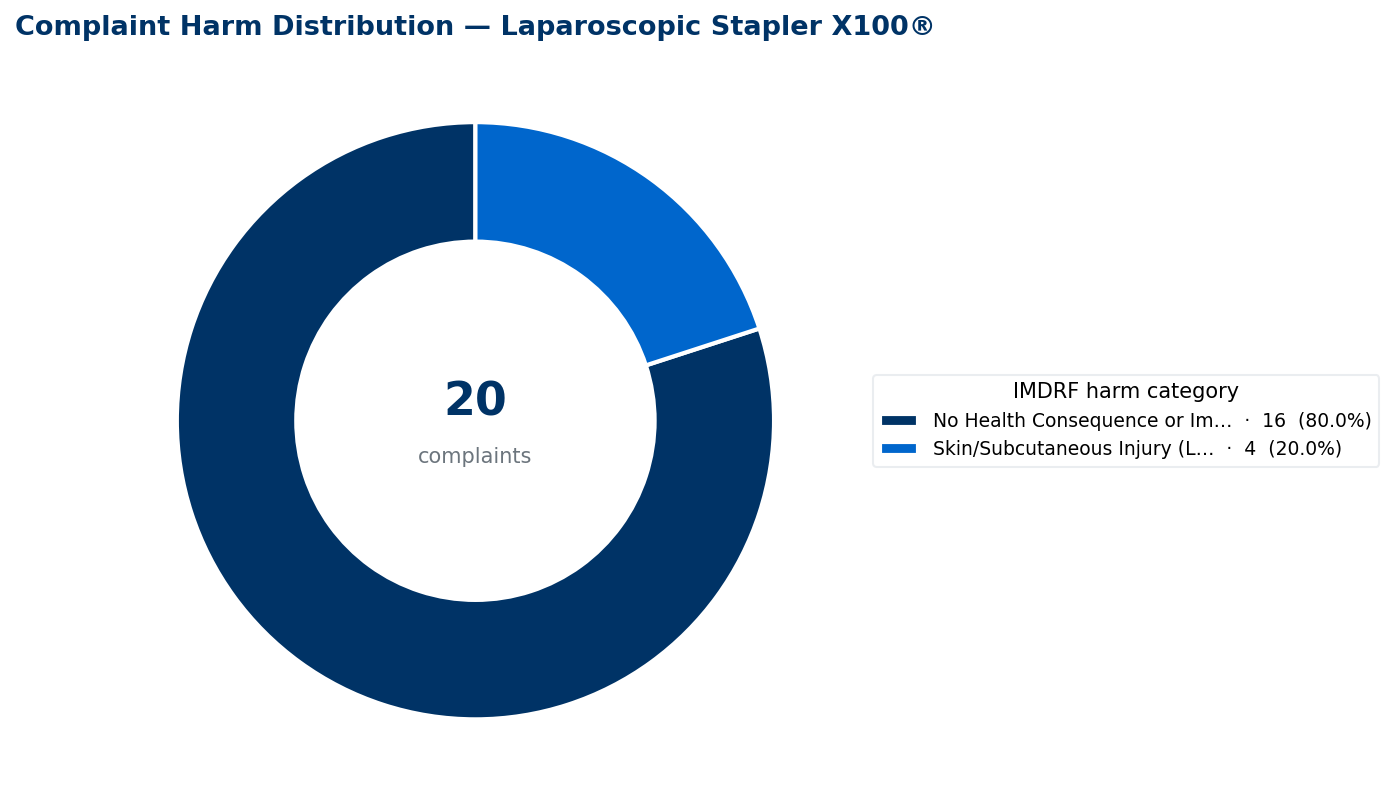 Complaint Harm Distribution — Laparoscopic Stapler X100®
20
complaints
IMDRF harm category
No Health Consequence or Im... · 16 (80.0%)
Skin/Subcutaneous Injury (L... · 4 (20.0%)